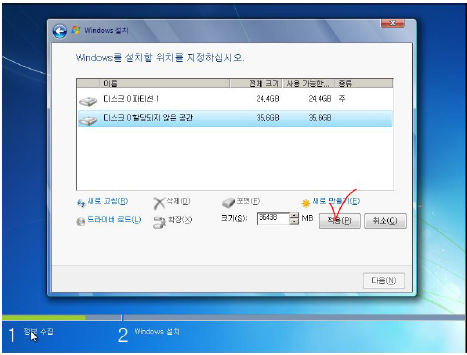 Windows 설치
Windows를 설치할 위치를 지정하십시오.
이름 전체 크기 사용 가능한... 종류
디스크 0 파티션 1 24.4GB 24.4GB 주
디스크 0 할당되지 않은 공간 35.6GB 35.6GB
새로 고침(R) 삭제(D) 포맷(F) 새로 만들기(E)
드라이버 로드(L) 확장(X) 크기(S): 36438 MB 적용(P) 취소(C)
다음(N)
1 정보 수집 2 Windows 설치